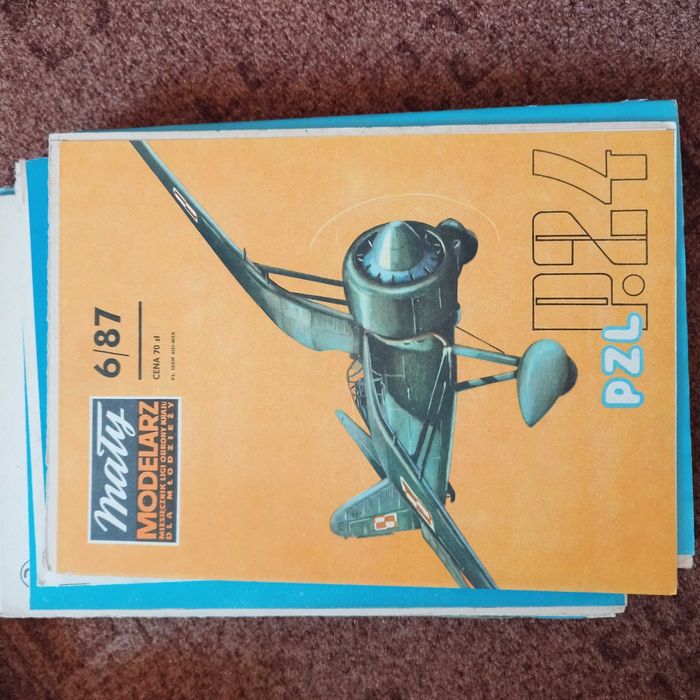 mały
MODELARZ
MIESIĘCZNIK LIGI OBRONY KRAJU
DLA MŁODZIEŻY
6/87
CENA 70 zł
PZL
P.24